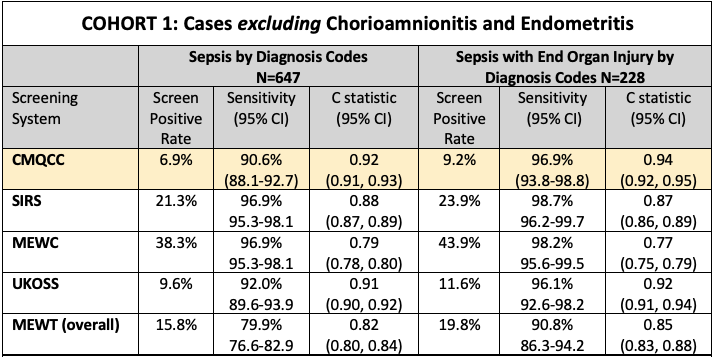 COHORT 1: Cases excluding Chorioamnionitis and Endometritis
Sepsis by Diagnosis Codes
N=647
Sepsis with End Organ Injury by
Diagnosis Codes N=228
Screening
System
Screen
Positive
Rate
Sensitivity
(95% CI)
C statistic
(95% CI)
Screen
Positive
Rate
Sensitivity
(95% CI)
C statistic
(95% CI)
CMQCC
6.9%
90.6%
(88.1-92.7)
0.92
(0.91, 0.93)
9.2%
96.9%
(93.8-98.8)
0.94
(0.92, 0.95)
SIRS
21.3%
96.9%
95.3-98.1
0.88
(0.87, 0.89)
23.9%
98.7%
96.2-99.7
0.87
(0.86, 0.89)
MEWC
38.3%
96.9%
95.3-98.1
0.79
(0.78, 0.80)
43.9%
98.2%
95.6-99.5
0.77
(0.75, 0.79)
UKOSS
9.6%
92.0%
89.6-93.9
0.91
(0.90, 0.92)
11.6%
96.1%
92.6-98.2
0.92
(0.91, 0.94)
MEWT (overall)
15.8%
79.9%
76.6-82.9
0.82
(0.80, 0.84)
19.8%
90.8%
86.3-94.2
0.85
(0.83, 0.88)